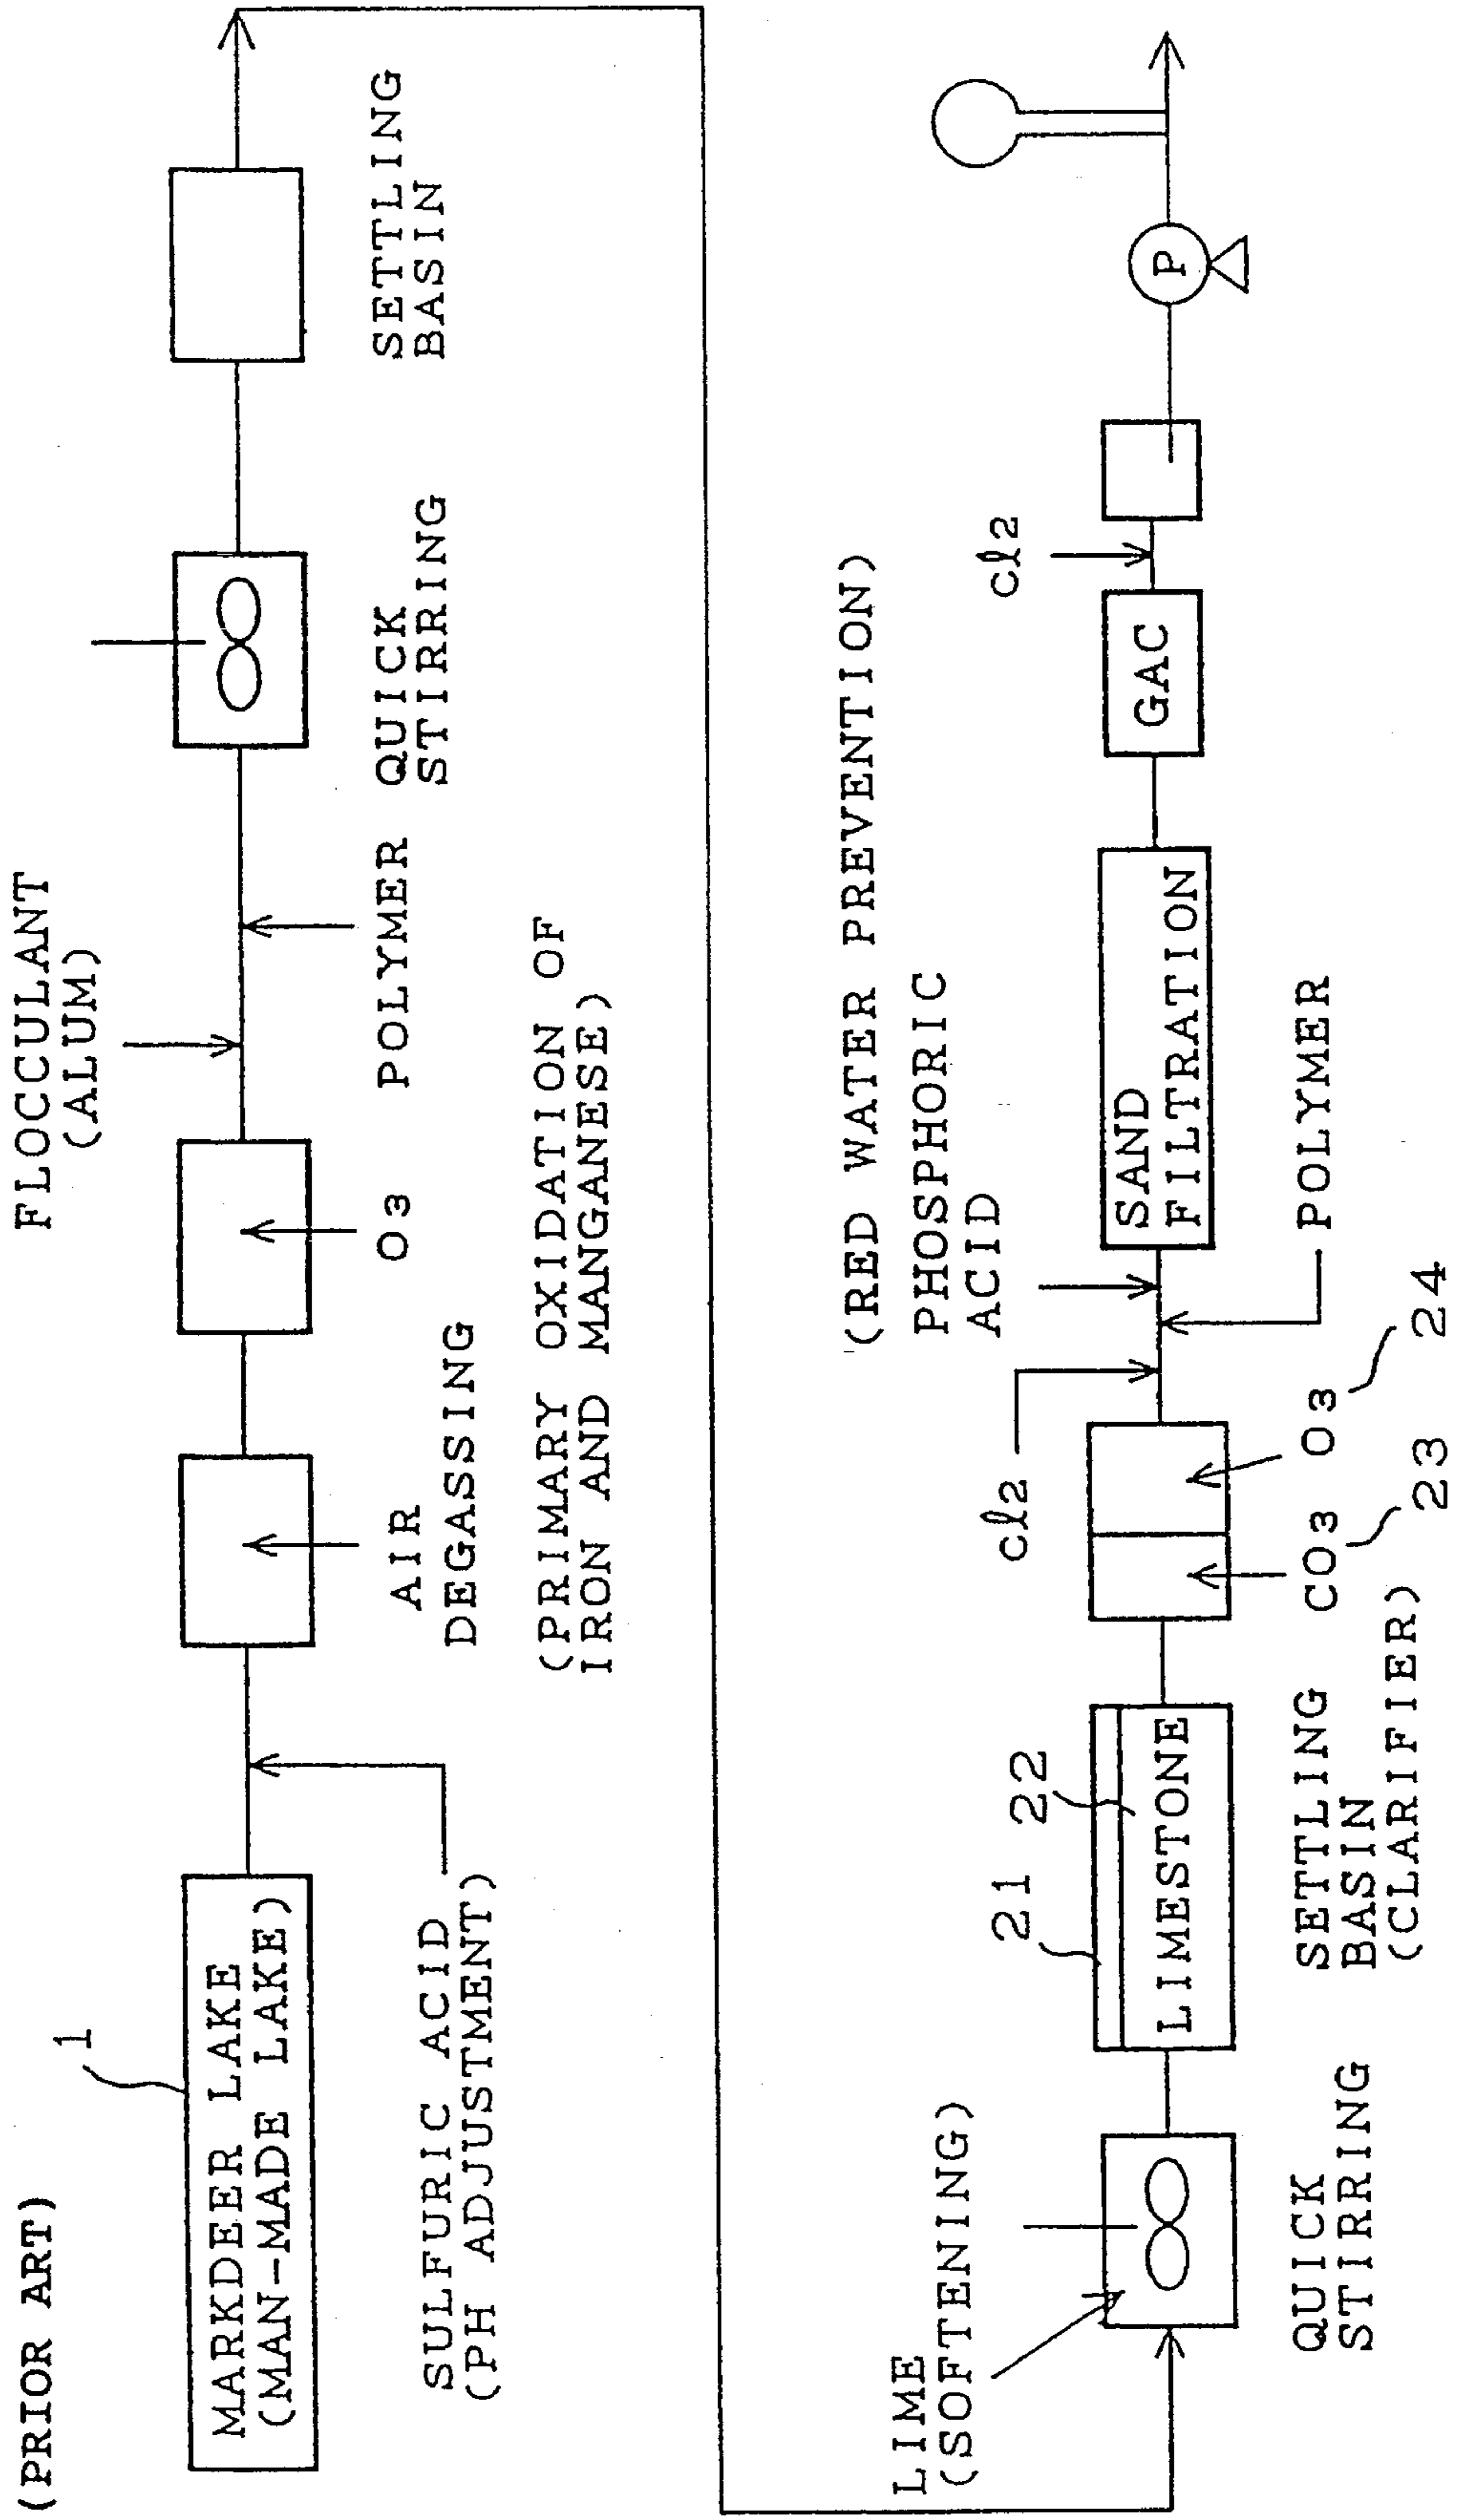 (PRIOR ART)
1
MARKDEER LAKE
(MAN-MADE LAKE)
SULFURIC ACID
(PH ADJUSTMENT)
AIR
DEGASSING
O3
(PRIMARY OXIDATION OF
IRON AND MANGANESE)
FLOCCULANT
(ALUM)
POLYMER
QUICK
STIRRING
SETTLING
BASIN
LIME
(SOFTENING)
QUICK
STIRRING
21
22
LIMESTONE
SETTLING
BASIN
(CLARIFIER)
CO3
23
O3
24
cl2
(RED WATER PREVENTION)
PHOSPHORIC
ACID
POLYMER
SAND
FILTRATION
GAC
cl2
P